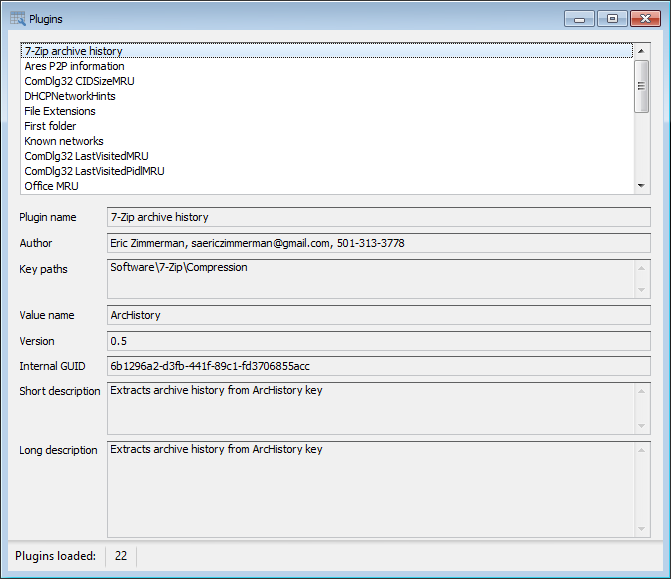 Plugins
7-Zip archive history
Ares P2P information
ComDlg32 CIDSizeMRU
DHCPNetworkHints
File Extensions
First folder
Known networks
ComDlg32 LastVisitedMRU
ComDlg32 LastVisitedPidlMRU
Office MRU
Plugin name 7-Zip archive history
Author Eric Zimmerman, saericzimmerman@gmail.com, 501-313-3778
Key paths Software\7-Zip\Compression
Value name ArcHistory
Version 0.5
Internal GUID 6b1296a2-d3fb-441f-89c1-fd3706855acc
Short description Extracts archive history from ArcHistory key
Long description Extracts archive history from ArcHistory key
Plugins loaded: 22